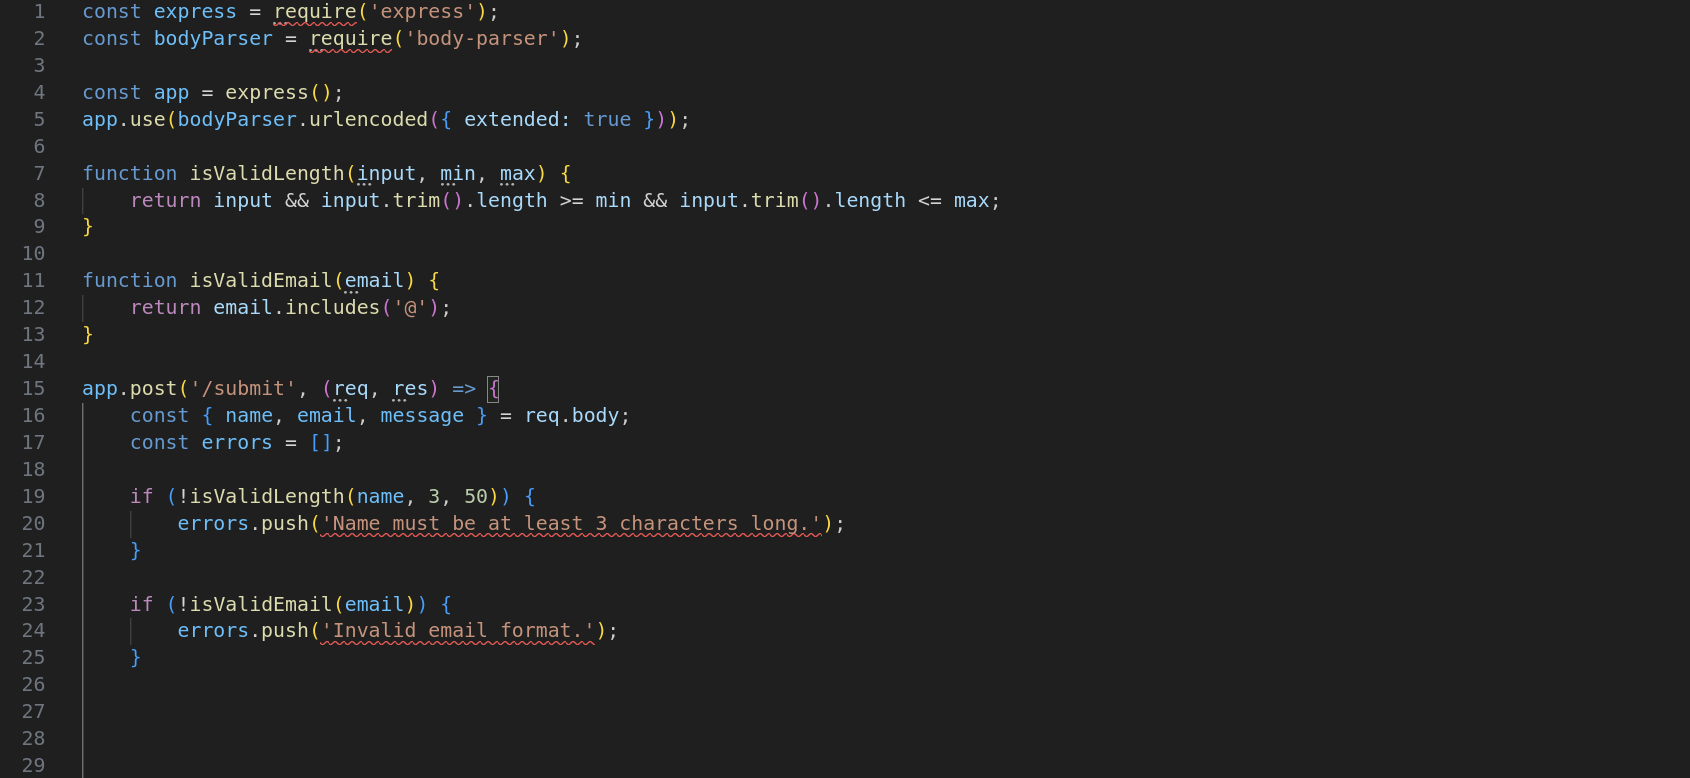 1 const express = require('express');
2 const bodyParser = require('body-parser');
3
4 const app = express();
5 app.use(bodyParser.urlencoded({ extended: true }));
6
7 function isValidLength(input, min, max) {
8     return input && input.trim().length >= min && input.trim().length <= max;
9 }
10
11 function isValidEmail(email) {
12     return email.includes('@');
13 }
14
15 app.post('/submit', (req, res) => {
16     const { name, email, message } = req.body;
17     const errors = [];
18
19     if (!isValidLength(name, 3, 50)) {
20         errors.push('Name must be at least 3 characters long.');
21     }
22
23     if (!isValidEmail(email)) {
24         errors.push('Invalid email format.');
25     }
26
27
28
29